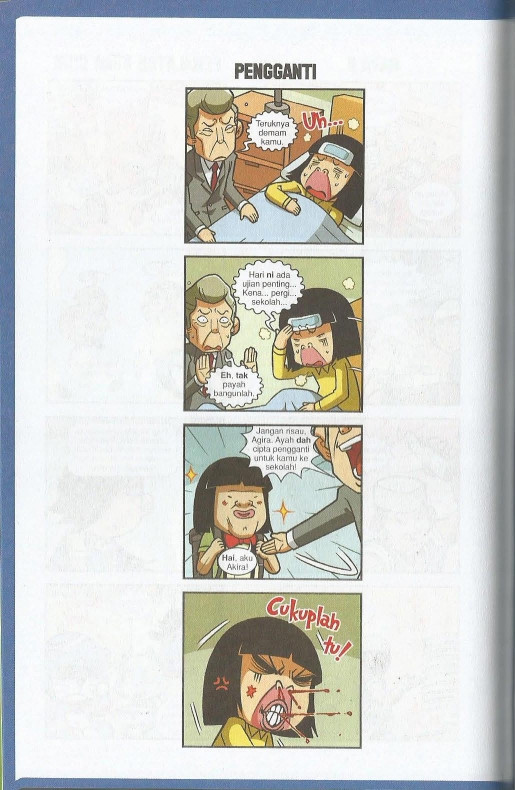 PENGGANTI
Teruknya
demam
kamu.
Uh...
Hari ni ada
ujian penting...
Kena... pergi...
sekolah...
Eh, tak
payah
bangunlah.
Jangan risau,
Agira. Ayah dah
cipta pengganti
untuk kamu ke
sekolah!
Hai, aku
Akira!
Cukuplah
tu!